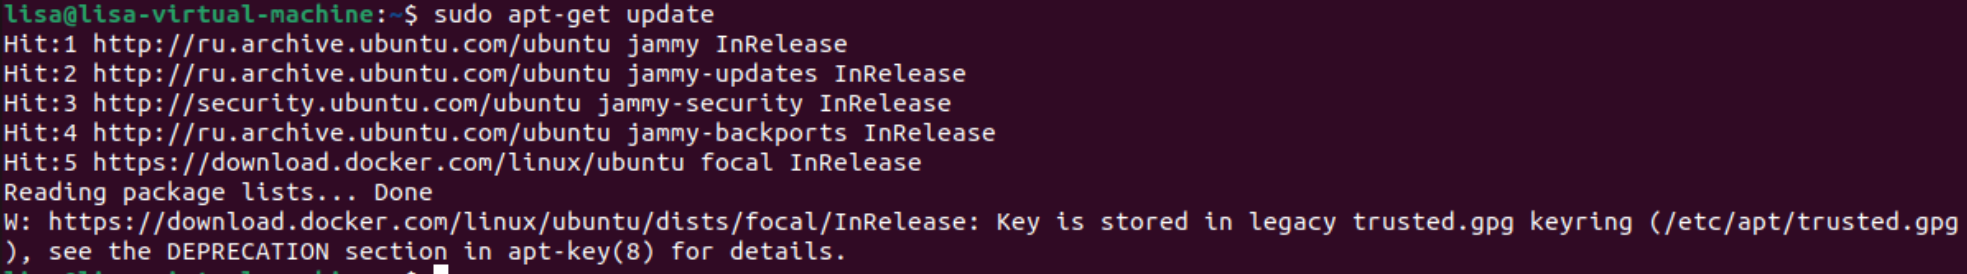 lisa@lisa-virtual-machine:~$ sudo apt-get update
Hit:1 http://ru.archive.ubuntu.com/ubuntu jammy InRelease
Hit:2 http://ru.archive.ubuntu.com/ubuntu jammy-updates InRelease
Hit:3 http://security.ubuntu.com/ubuntu jammy-security InRelease
Hit:4 http://ru.archive.ubuntu.com/ubuntu jammy-backports InRelease
Hit:5 https://download.docker.com/linux/ubuntu focal InRelease
Reading package lists... Done
W: https://download.docker.com/linux/ubuntu/dists/focal/InRelease: Key is stored in legacy trusted.gpg keyring (/etc/apt/trusted.gpg
), see the DEPRECATION section in apt-key(8) for details.